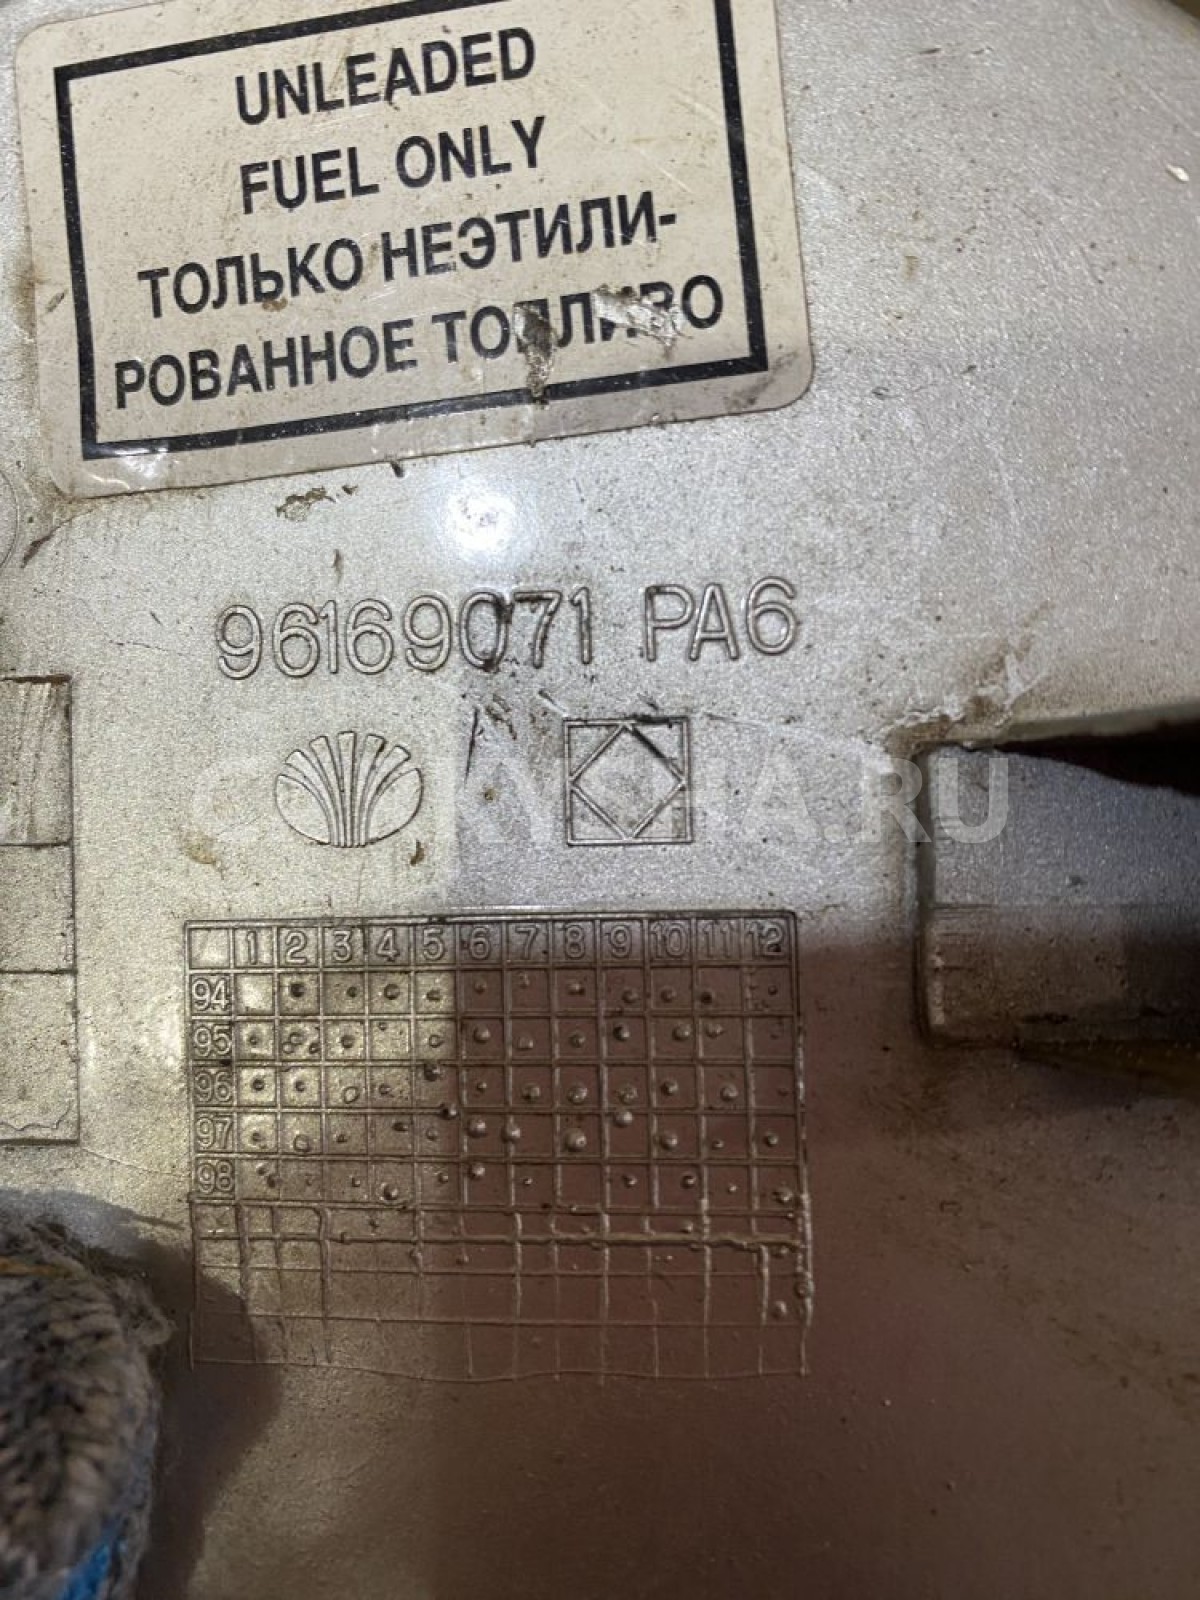 UNLEADED
FUEL ONLY
ТОЛЬКО НЕЭТИЛИ-
РОВАННОЕ ТОПЛИВО
96169071 PA6
1 2 3 4 5 6 7 8 9 10 11 12
94
95
96
97
98